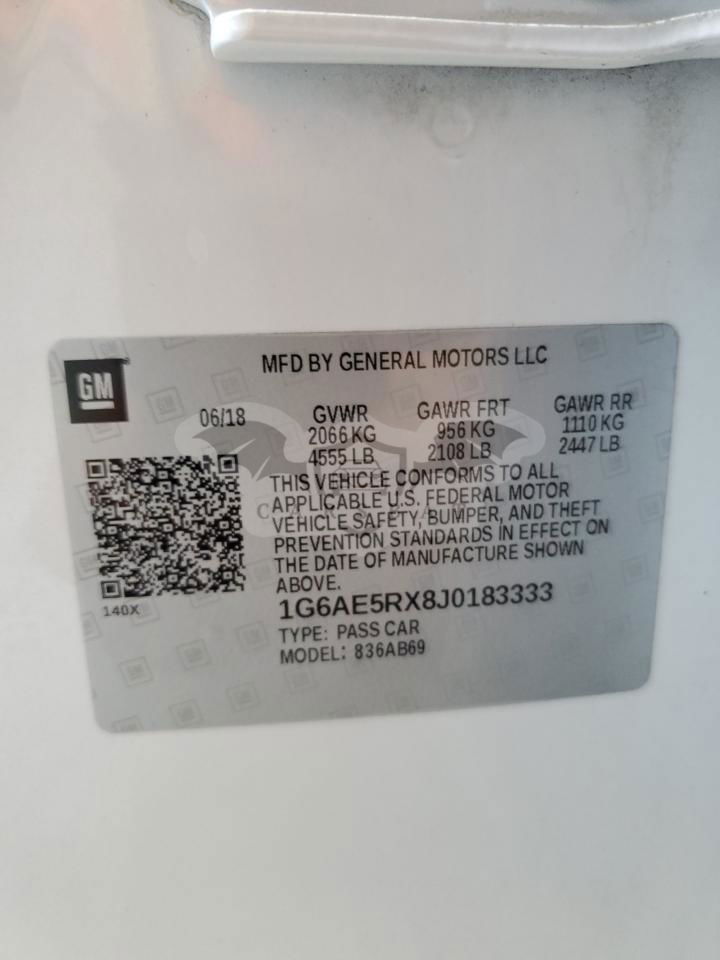 MFD BY GENERAL MOTORS LLC
GM
06/18 GVWR GAWR FRT GAWR RR
2066 KG 956 KG 1110 KG
4555 LB 2108 LB 2447 LB
THIS VEHICLE CONFORMS TO ALL
APPLICABLE U.S. FEDERAL MOTOR
VEHICLE SAFETY, BUMPER, AND THEFT
PREVENTION STANDARDS IN EFFECT ON
THE DATE OF MANUFACTURE SHOWN
ABOVE.
140X
1G6AE5RX8J0183333
TYPE: PASS CAR
MODEL: 836AB69